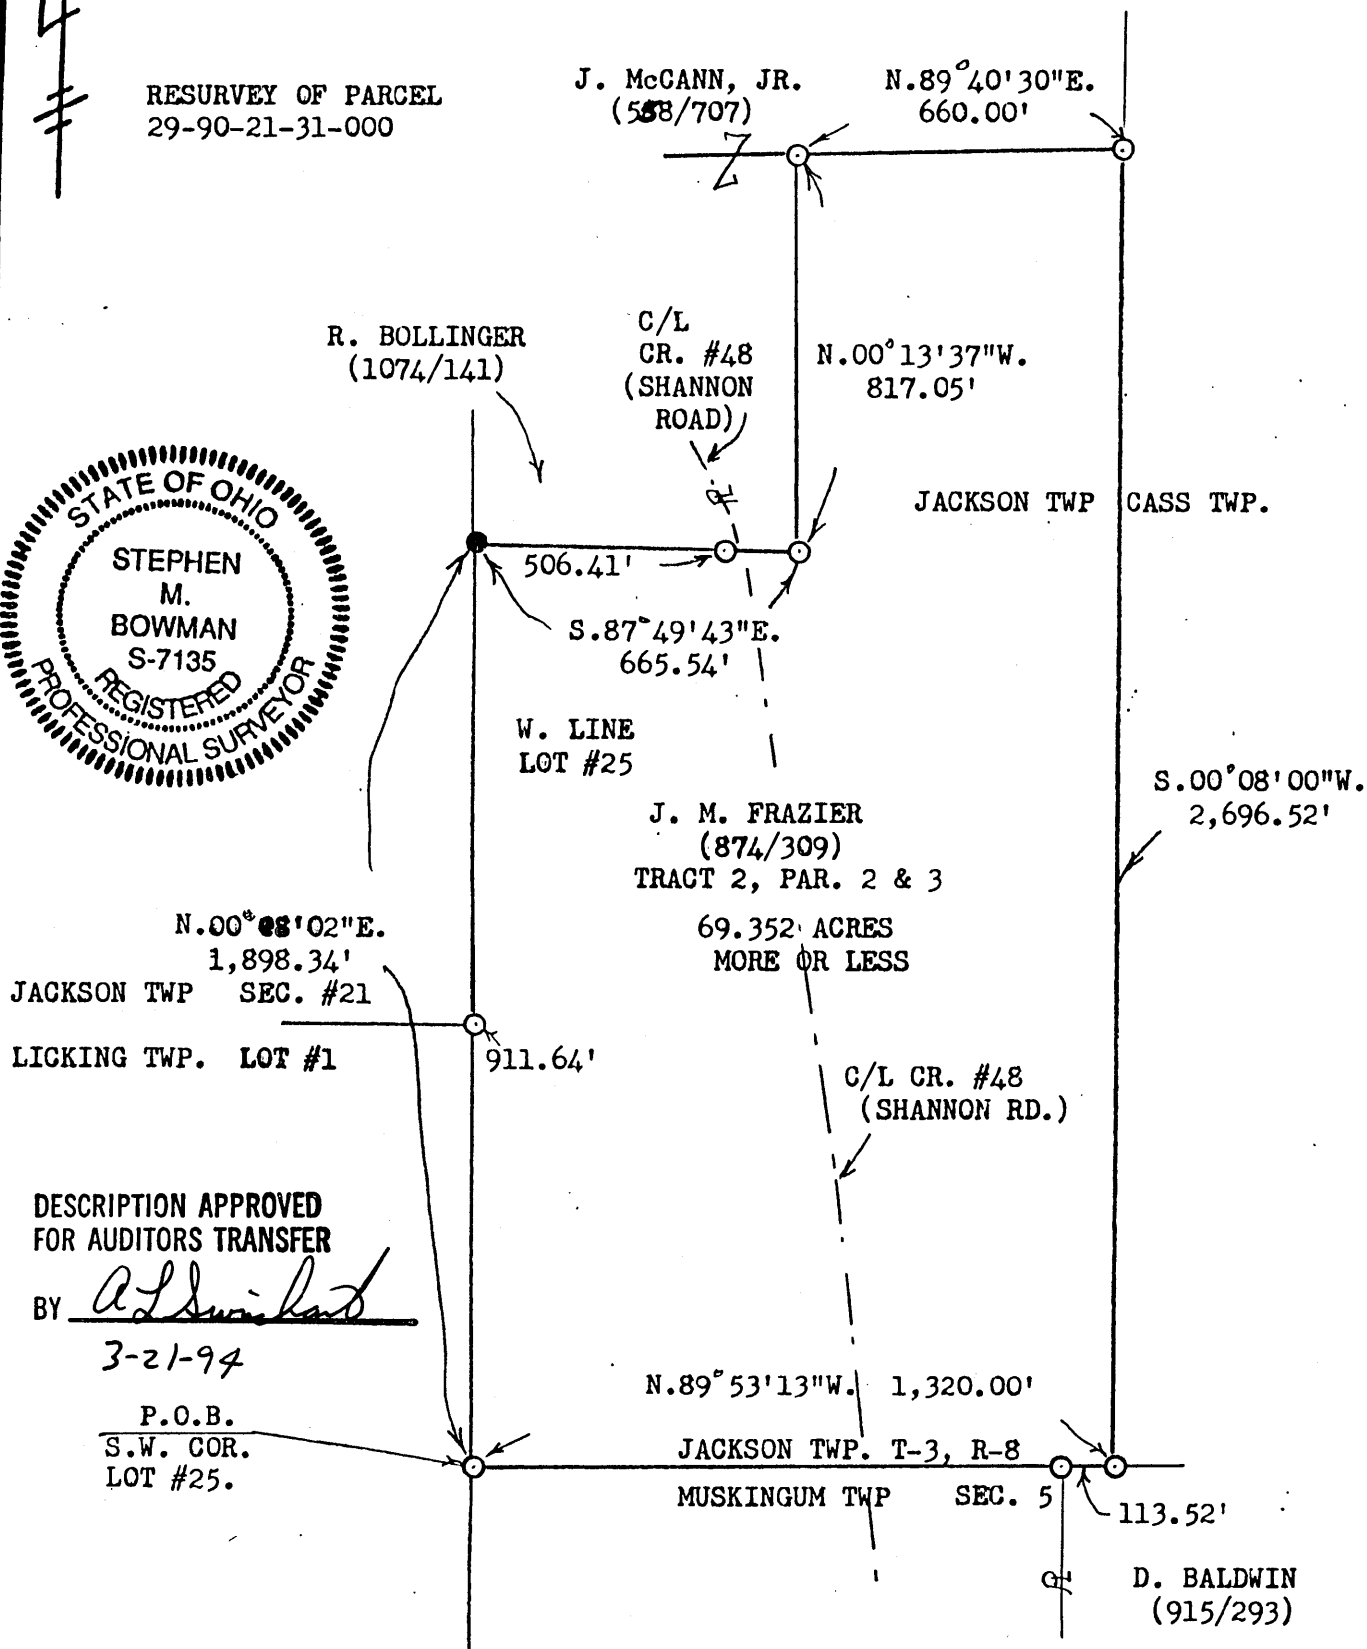 RESURVEY OF PARCEL
29-90-21-31-000
J. McCANN, JR.
(558/707)
N.89°40'30"E.
660.00'
R. BOLLINGER
(1074/141)
C/L
CR. #48
(SHANNON
ROAD)
N.00°13'37"W.
817.05'
STATE OF OHIO
STEPHEN
M.
BOWMAN
S-7135
REGISTERED
PROFESSIONAL SURVEYOR
JACKSON TWP
CASS TWP.
506.41'
S.87°49'43"E.
665.54'
W. LINE
LOT #25
S.00°08'00"W.
2,696.52'
J. M. FRAZIER
(874/309)
TRACT 2, PAR. 2 & 3
69.352 ACRES
MORE OR LESS
N.00°08'02"E.
1,898.34'
JACKSON TWP SEC. #21
LICKING TWP. LOT #1
911.64'
C/L CR. #48
(SHANNON RD.)
DESCRIPTION APPROVED
FOR AUDITORS TRANSFER
BY
3-21-94
P.O.B.
S.W. COR.
LOT #25.
N.89°53'13"W. 1,320.00'
JACKSON TWP. T-3, R-8
MUSKINGUM TWP SEC. 5
113.52'
D. BALDWIN
(915/293)